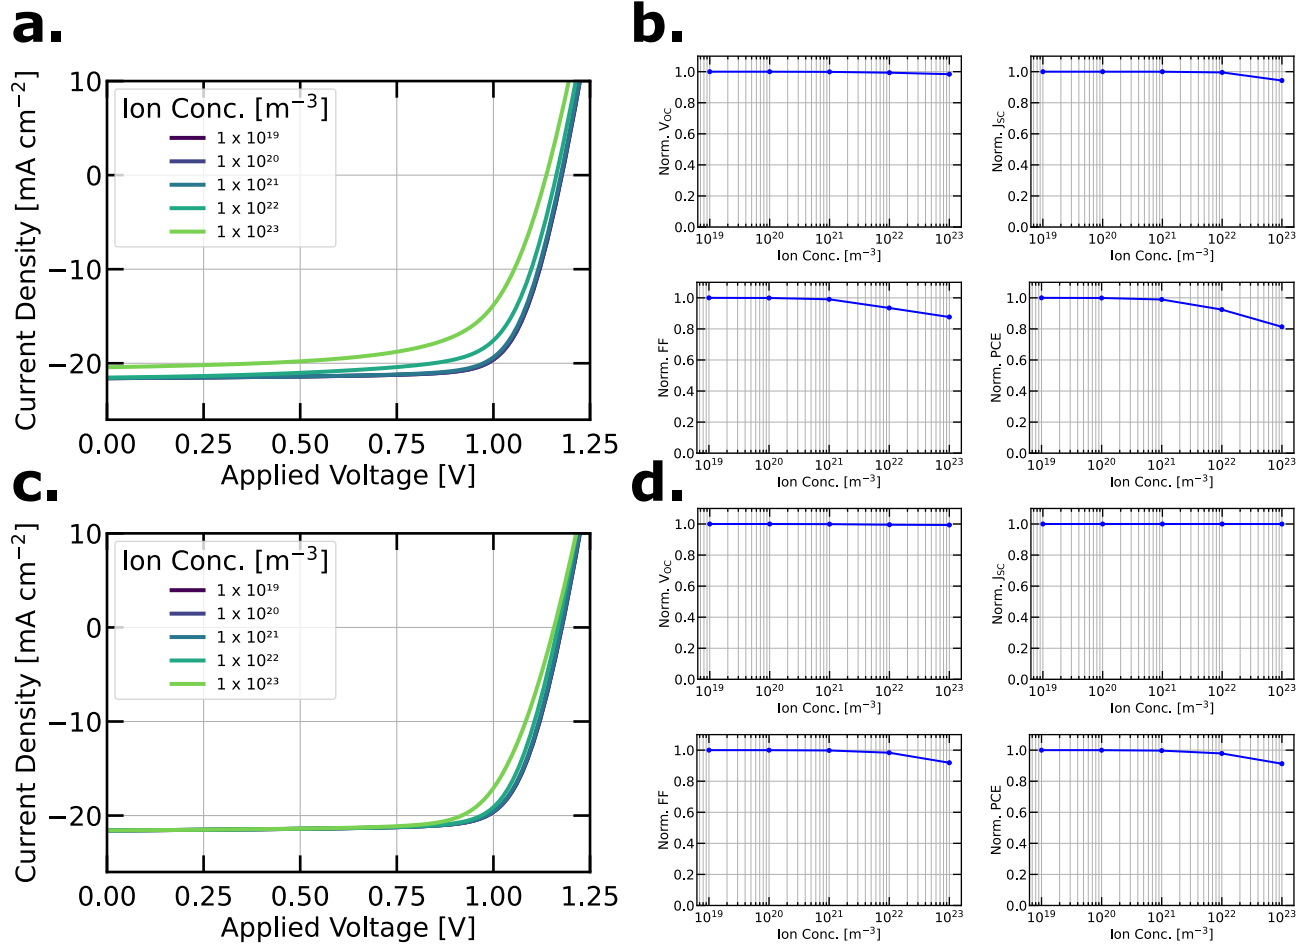 a.
Current Density [mA cm⁻²]
10
0
−10
−20
Ion Conc. [m⁻³]
1 x 10¹⁹
1 x 10²⁰
1 x 10²¹
1 x 10²²
1 x 10²³
0.00 0.25 0.50 0.75 1.00 1.25
Applied Voltage [V]
b.
Norm. V_OC
1.0
0.8
0.6
0.4
0.2
0.0
10¹⁹ 10²⁰ 10²¹ 10²² 10²³
Ion Conc. [m⁻³]
Norm. J_SC
1.0
0.8
0.6
0.4
0.2
0.0
10¹⁹ 10²⁰ 10²¹ 10²² 10²³
Ion Conc. [m⁻³]
Norm. FF
1.0
0.8
0.6
0.4
0.2
0.0
10¹⁹ 10²⁰ 10²¹ 10²² 10²³
Ion Conc. [m⁻³]
Norm. PCE
1.0
0.8
0.6
0.4
0.2
0.0
10¹⁹ 10²⁰ 10²¹ 10²² 10²³
Ion Conc. [m⁻³]
c.
Current Density [mA cm⁻²]
10
0
−10
−20
Ion Conc. [m⁻³]
1 x 10¹⁹
1 x 10²⁰
1 x 10²¹
1 x 10²²
1 x 10²³
0.00 0.25 0.50 0.75 1.00 1.25
Applied Voltage [V]
d.
Norm. V_OC
1.0
0.8
0.6
0.4
0.2
0.0
10¹⁹ 10²⁰ 10²¹ 10²² 10²³
Ion Conc. [m⁻³]
Norm. J_SC
1.0
0.8
0.6
0.4
0.2
0.0
10¹⁹ 10²⁰ 10²¹ 10²² 10²³
Ion Conc. [m⁻³]
Norm. FF
1.0
0.8
0.6
0.4
0.2
0.0
10¹⁹ 10²⁰ 10²¹ 10²² 10²³
Ion Conc. [m⁻³]
Norm. PCE
1.0
0.8
0.6
0.4
0.2
0.0
10¹⁹ 10²⁰ 10²¹ 10²² 10²³
Ion Conc. [m⁻³]